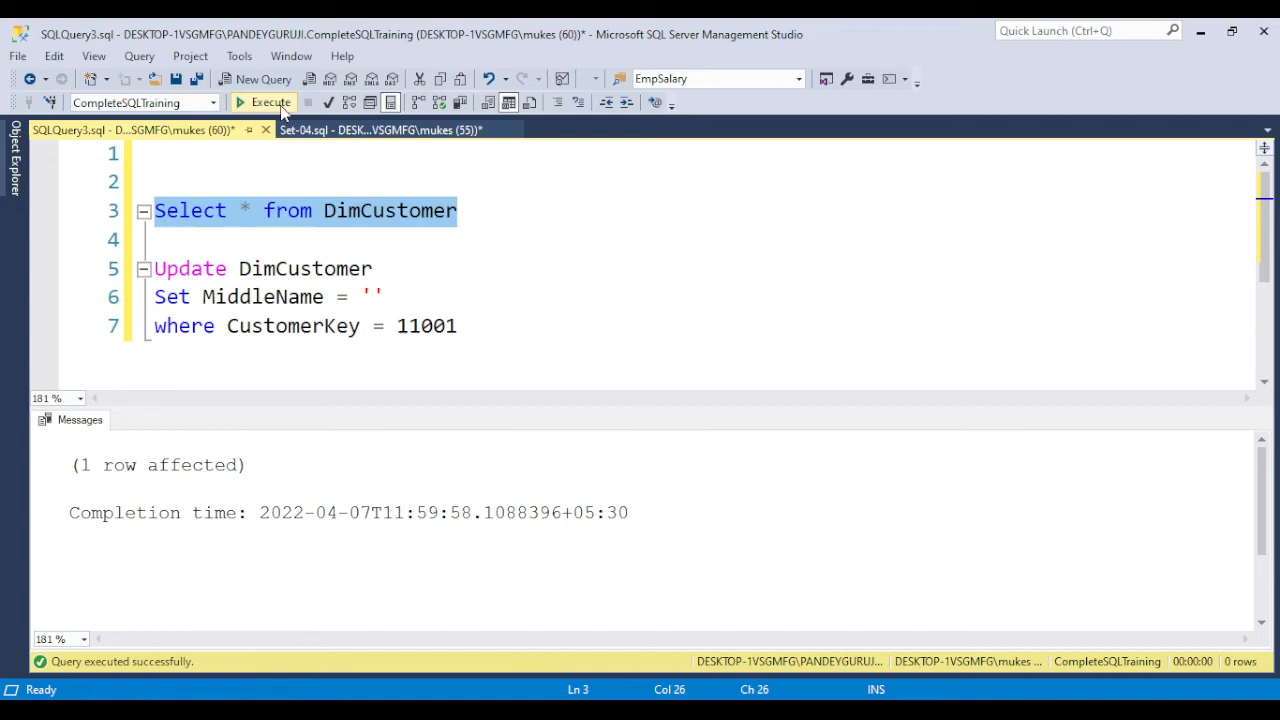 SQLQuery3.sql - DESKTOP-1VSGMFG\PANDEYGURUJI.CompleteSQLTraining (DESKTOP-1VSGMFG\mukes (60))* - Microsoft SQL Server Management Studio
Quick Launch (Ctrl+Q)
File Edit View Query Project Tools Window Help
New Query EmpSalary
CompleteSQLTraining Execute
SQLQuery3.sql - D...SGMFG\mukes (60))* Set-04.sql - DESK...VSGMFG\mukes (55))*
Object Explorer
1
2
3 Select * from DimCustomer
4
5 Update DimCustomer
6 Set MiddleName = ''
7 where CustomerKey = 11001
181 %
Messages
(1 row affected)
Completion time: 2022-04-07T11:59:58.1088396+05:30
181 %
Query executed successfully. DESKTOP-1VSGMFG\PANDEYGURUJI... DESKTOP-1VSGMFG\mukes ... CompleteSQLTraining 00:00:00 0 rows
Ready Ln 3 Col 26 Ch 26 INS